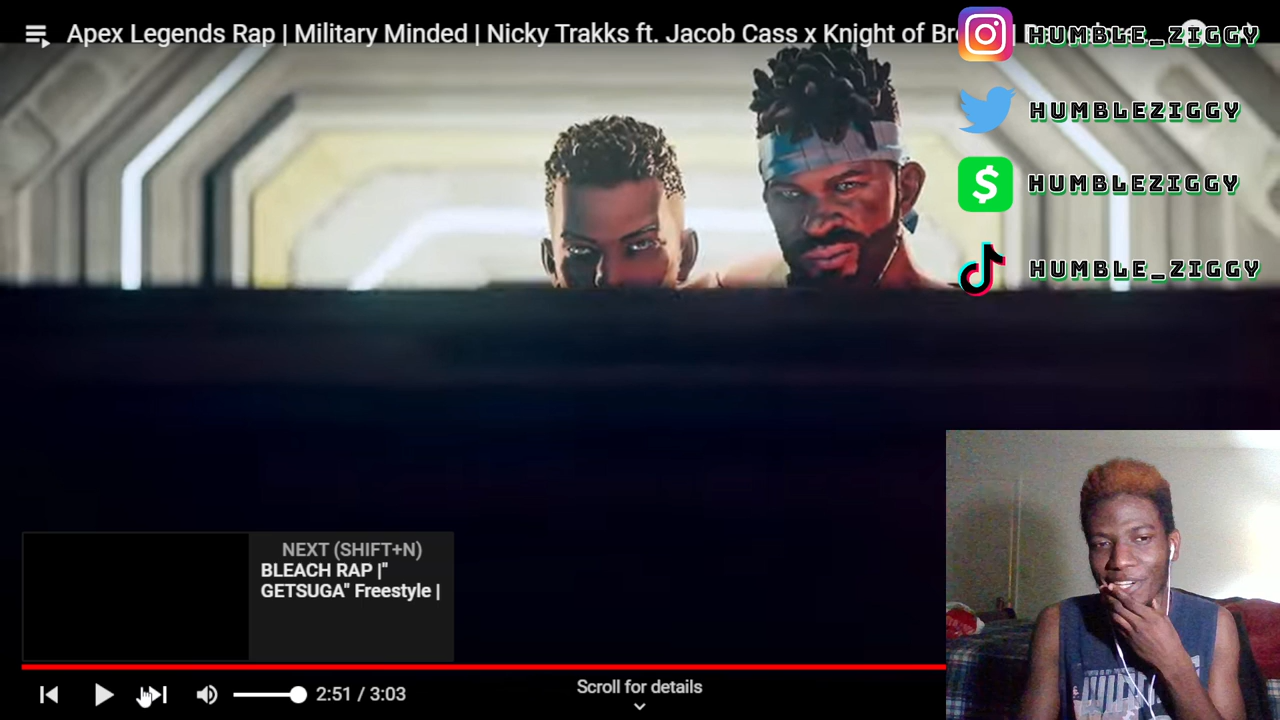 Apex Legends Rap | Military Minded | Nicky Trakks ft. Jacob Cass x Knight of
HUMBLE_ZIGGY
HUMBLEZIGGY
HUMBLEZIGGY
HUMBLE_ZIGGY
NEXT (SHIFT+N)
BLEACH RAP |"
GETSUGA" Freestyle |
2:51 / 3:03
Scroll for details